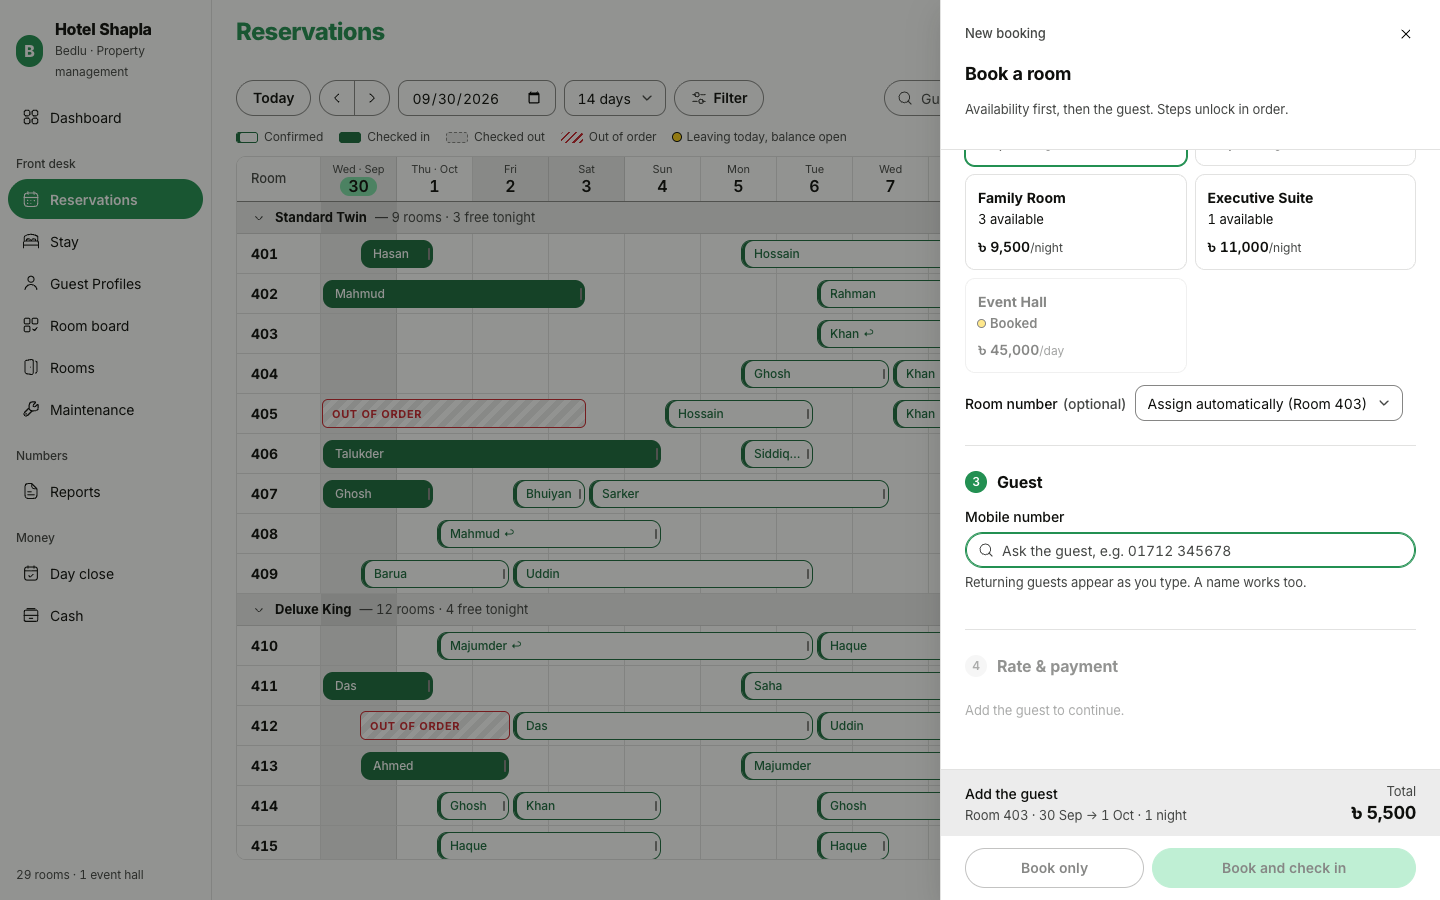 Hotel Shapla
B
Bedlu · Property
management
Dashboard
Front desk
Reservations
Stay
Guest Profiles
Room board
Rooms
Maintenance
Numbers
Reports
Money
Day close
Cash
29 rooms · 1 event hall
Reservations
Today
09/30/2026
14 days
Filter
Gu
Confirmed
Checked in
Checked out
Out of order
Leaving today, balance open
Room
Wed · Sep
30
Thu · Oct
1
Fri
2
Sat
3
Sun
4
Mon
5
Tue
6
Wed
7
Standard Twin — 9 rooms · 3 free tonight
401 Hasan Hossain
402 Mahmud Rahman
403 Khan ↩
404 Ghosh Khan
405 OUT OF ORDER Hossain Khan
406 Talukder Siddiq...
407 Ghosh Bhuiyan Sarker
408 Mahmud ↩
409 Barua Uddin
Deluxe King — 12 rooms · 4 free tonight
410 Majumder ↩ Haque
411 Das Saha
412 OUT OF ORDER Das Uddin
413 Ahmed Majumder
414 Ghosh Khan Ghosh
415 Haque Haque
New booking
Book a room
Availability first, then the guest. Steps unlock in order.
Family Room
3 available
৳ 9,500/night
Executive Suite
1 available
৳ 11,000/night
Event Hall
Booked
৳ 45,000/day
Room number (optional) Assign automatically (Room 403)
3 Guest
Mobile number
Ask the guest, e.g. 01712 345678
Returning guests appear as you type. A name works too.
4 Rate & payment
Add the guest to continue.
Add the guest
Room 403 · 30 Sep → 1 Oct · 1 night
Total
৳ 5,500
Book only
Book and check in